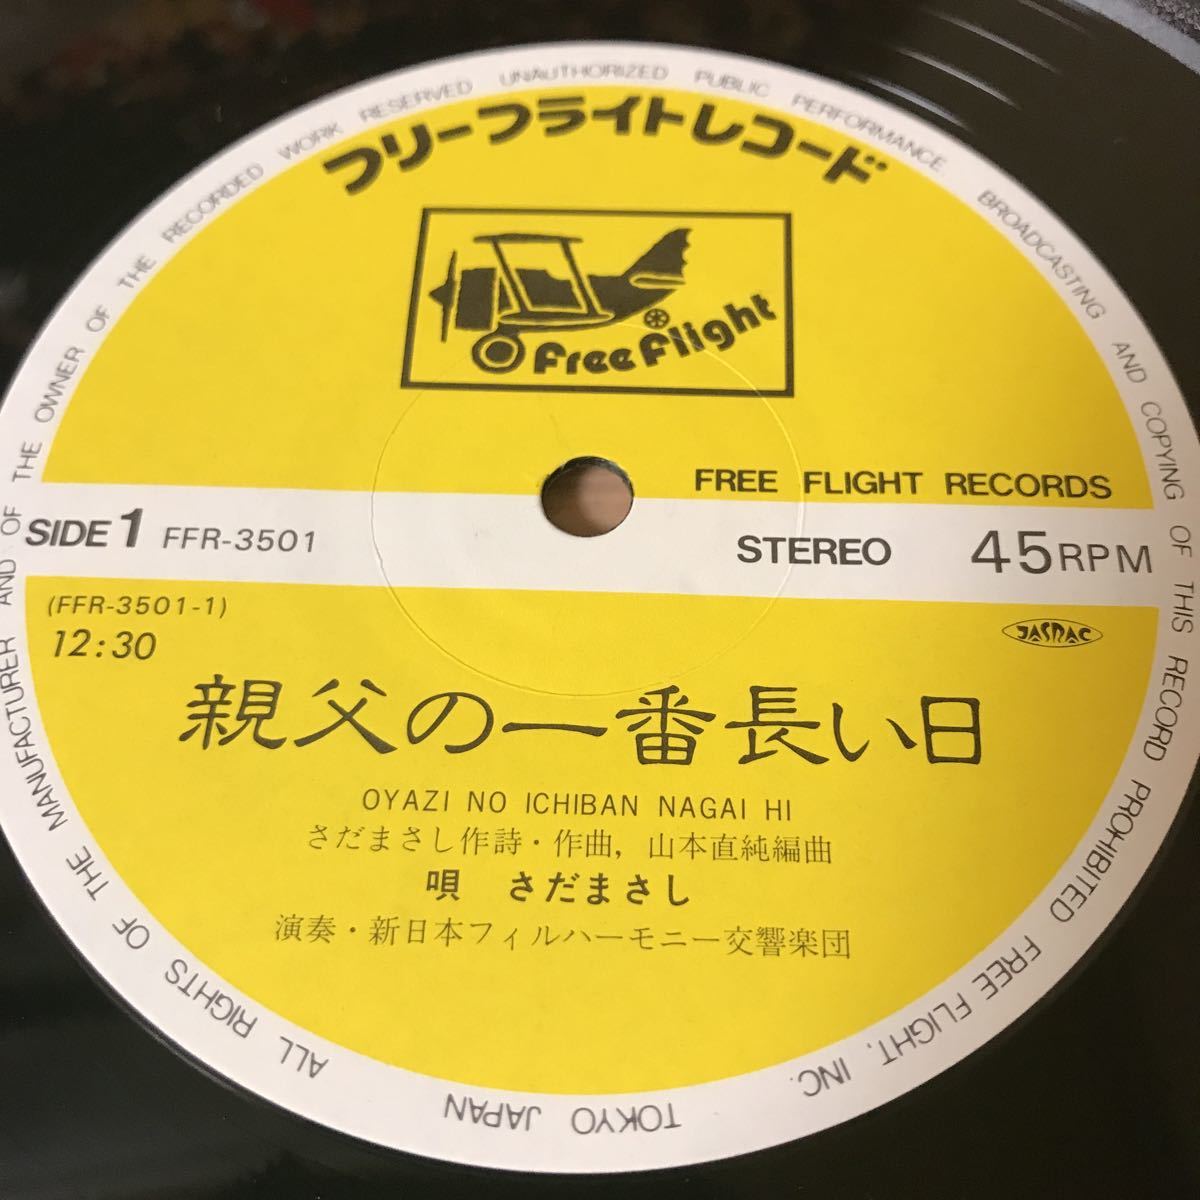 ALL RIGHTS OF THE MANUFACTURER AND OF THE OWNER OF THE RECORDED WORK RESERVED UNAUTHORIZED PUBLIC PERFORMANCE BROADCASTING AND COPYING OF THIS RECORD PROHIBITED FREE FLIGHT, INC. TOKYO JAPAN
フリーフライトレコード
Free Flight
FREE FLIGHT RECORDS
SIDE 1 FFR-3501 STEREO 45RPM
(FFR-3501-1)
12:30
JASRAC
親父の一番長い日
OYAZI NO ICHIBAN NAGAI HI
さだまさし作詩・作曲, 山本直純編曲
唄 さだまさし
演奏・新日本フィルハーモニー交響楽団